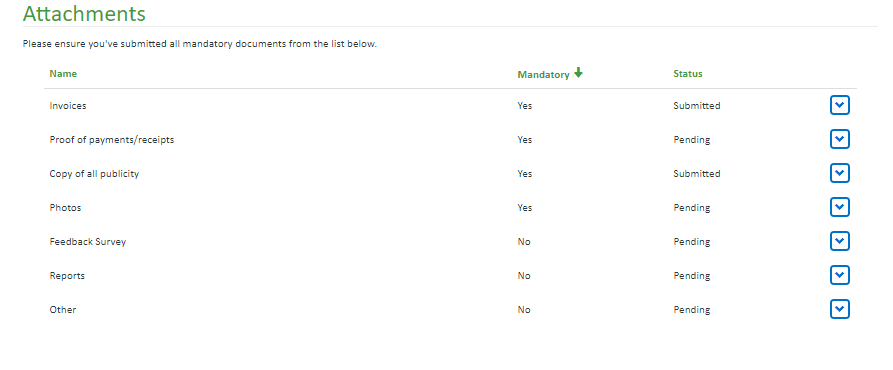 Attachments
Please ensure you've submitted all mandatory documents from the list below.
Name Mandatory Status
Invoices Yes Submitted
Proof of payments/receipts Yes Pending
Copy of all publicity Yes Submitted
Photos Yes Pending
Feedback Survey No Pending
Reports No Pending
Other No Pending